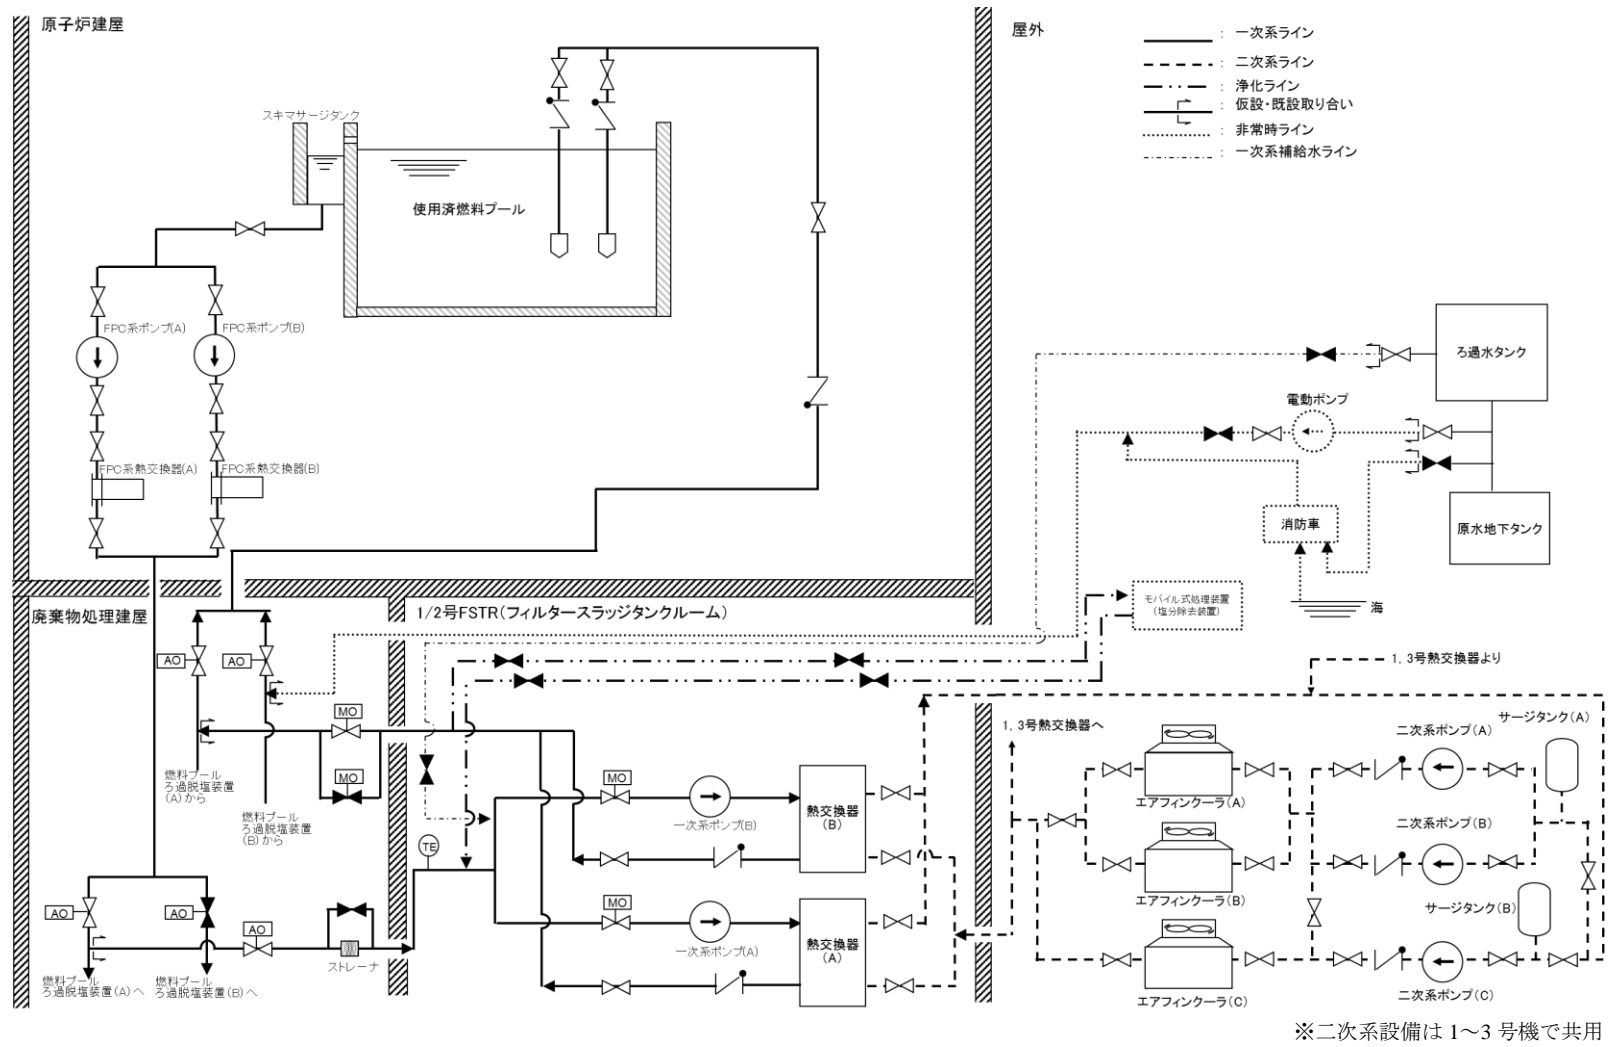 原子炉建屋
屋外
: 一次系ライン
: 二次系ライン
: 浄化ライン
: 仮設・既設取り合い
: 非常時ライン
: 一次系補給水ライン
スキマサージタンク
使用済燃料プール
FPC系ポンプ(A)
FPC系ポンプ(B)
ろ過水タンク
電動ポンプ
FPC系熱交換器(A)
FPC系熱交換器(B)
消防車
原水地下タンク
海
モバイル式処理装置
(塩分除去装置)
廃棄物処理建屋
1/2号FSTR(フィルタースラッジタンクルーム)
AO
AO
1, 3号熱交換器より
MO
MO
燃料プール
ろ過脱塩装置
(A)から
燃料プール
ろ過脱塩装置
(B)から
1, 3号熱交換器へ
サージタンク(A)
二次系ポンプ(A)
エアフィンクーラ(A)
MO
一次系ポンプ(B)
熱交換器
(B)
TE
二次系ポンプ(B)
エアフィンクーラ(B)
サージタンク(B)
MO
一次系ポンプ(A)
熱交換器
(A)
AO
AO
AO
ストレーナ
燃料プール
ろ過脱塩装置(A)へ
燃料プール
ろ過脱塩装置(B)へ
エアフィンクーラ(C)
二次系ポンプ(C)
※二次系設備は 1～3 号機で共用